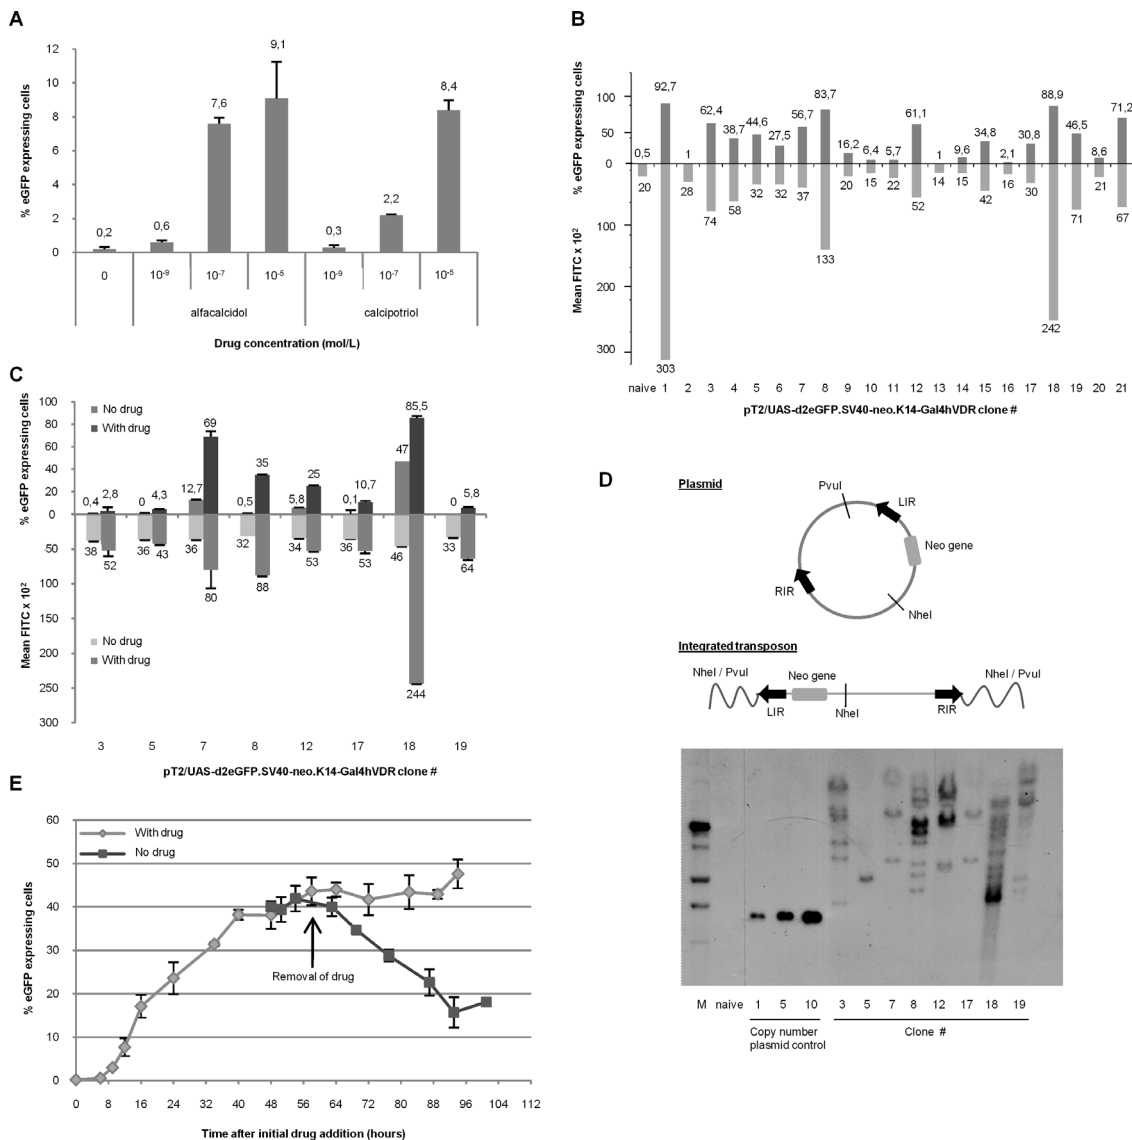 A
12
10
8
6
4
2
0
% eGFP expressing cells
0,2
0,6
7,6
9,1
0,3
2,2
8,4
0
10-9
10-7
10-5
10-9
10-7
10-5
alfacalcidol
calcipotriol
Drug concentration (mol/L)
B
100
50
0
100
200
300
% eGFP expressing cells
Mean FITC x 10²
0,5 92,7 1 62,4 38,7 44,6 27,5 56,7 83,7 16,2 6,4 5,7 61,1 1 9,6 34,8 2,1 30,8 88,9 46,5 8,6 71,2
20 303 28 74 58 32 32 37 133 20 15 22 52 14 15 42 16 30 242 71 21 67
naive 1 2 3 4 5 6 7 8 9 10 11 12 13 14 15 16 17 18 19 20 21
pT2/UAS-d2eGFP.SV40-neo.K14-Gal4hVDR clone #
C
100
80
60
40
20
0
50
100
150
200
250
300
% eGFP expressing cells
Mean FITC x 10²
No drug
With drug
0,4 2,8 0 4,3 12,7 69 0,5 35 5,8 25 0,1 10,7 47 85,5 0 5,8
38 52 36 43 36 80 32 88 34 53 36 53 46 244 33 64
No drug
With drug
3 5 7 8 12 17 18 19
pT2/UAS-d2eGFP.SV40-neo.K14-Gal4hVDR clone #
D
Plasmid
PvuI
LIR
Neo gene
RIR
NheI
Integrated transposon
NheI / PvuI
Neo gene
NheI / PvuI
LIR
NheI
RIR
M naive 1 5 10 3 5 7 8 12 17 18 19
Copy number
plasmid control
Clone #
E
60
50
40
30
20
10
0
% eGFP expressing cells
With drug
No drug
Removal of drug
0 8 16 24 32 40 48 56 64 72 80 88 96 104 112
Time after initial drug addition (hours)